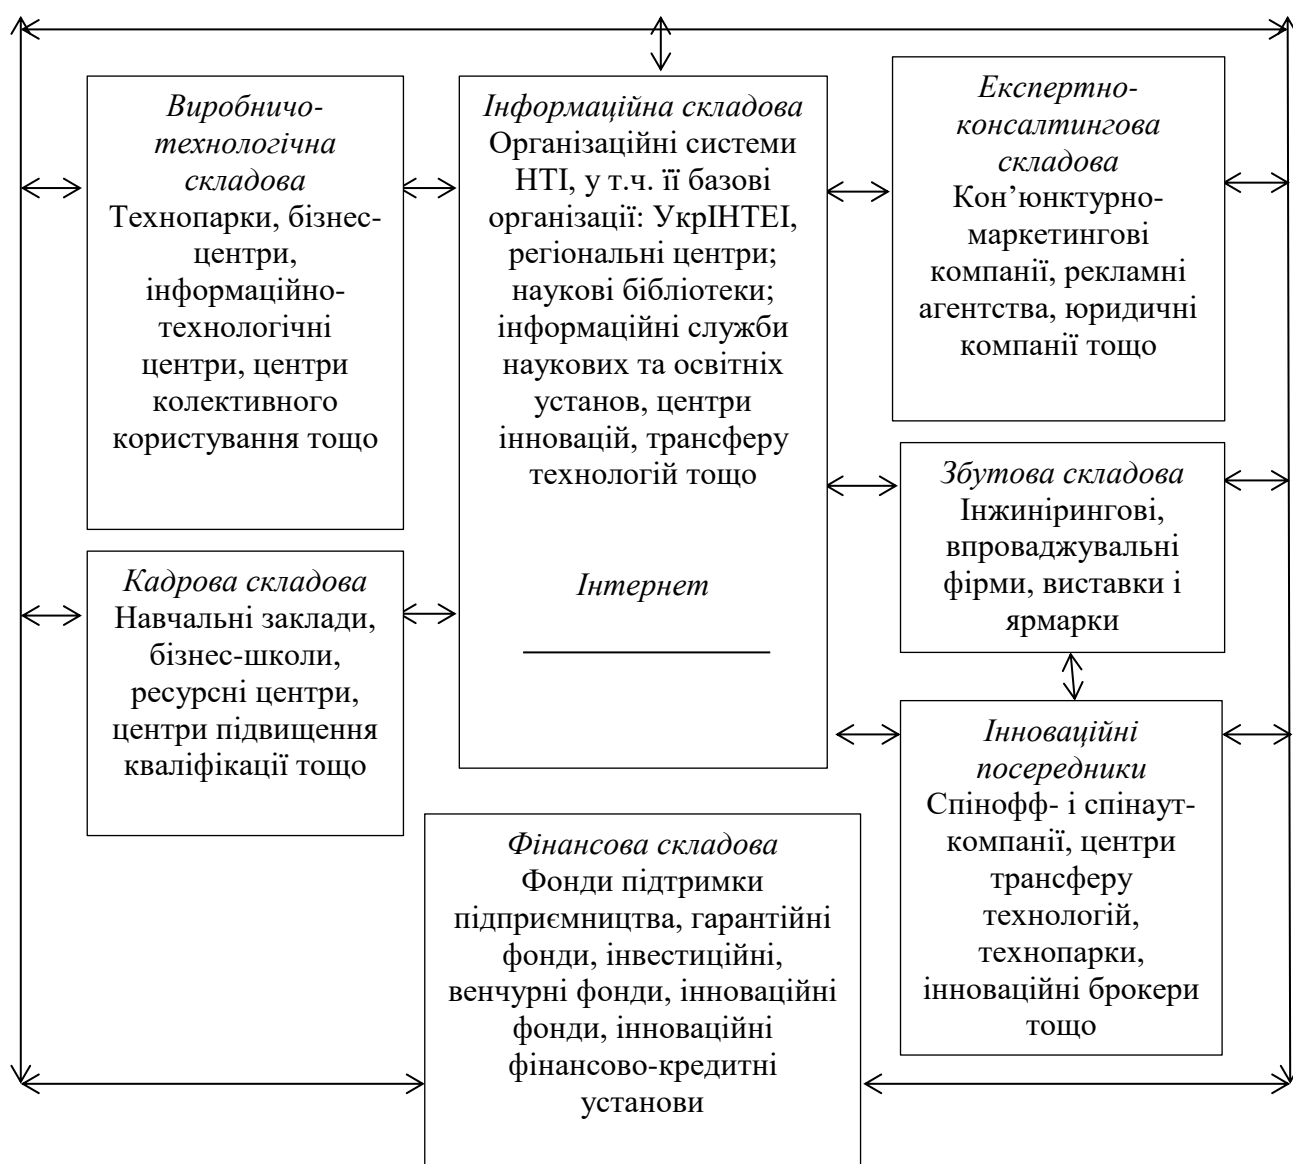 Виробничо-
технологічна
складова
Технопарки, бізнес-
центри,
інформаційно-
технологічні
центри, центри
колективного
користування тощо
Інформаційна складова
Організаційні системи
НТІ, у т.ч. її базові
організації: УкрІНТЕІ,
регіональні центри;
наукові бібліотеки;
інформаційні служби
наукових та освітніх
установ, центри
інновацій, трансферу
технологій тощо
Інтернет
Експертно-
консалтингова
складова
Кон’юнктурно-
маркетингові
компанії, рекламні
агентства, юридичні
компанії тощо
Збутова складова
Інжинірингові,
впроваджувальні
фірми, виставки і
ярмарки
Кадрова складова
Навчальні заклади,
бізнес-школи,
ресурсні центри,
центри підвищення
кваліфікації тощо
Інноваційні
посередники
Спінофф- і спінаут-
компанії, центри
трансферу
технологій,
технопарки,
інноваційні брокери
тощо
Фінансова складова
Фонди підтримки
підприємництва, гарантійні
фонди, інвестиційні,
венчурні фонди, інноваційні
фонди, інноваційні
фінансово-кредитні
установи